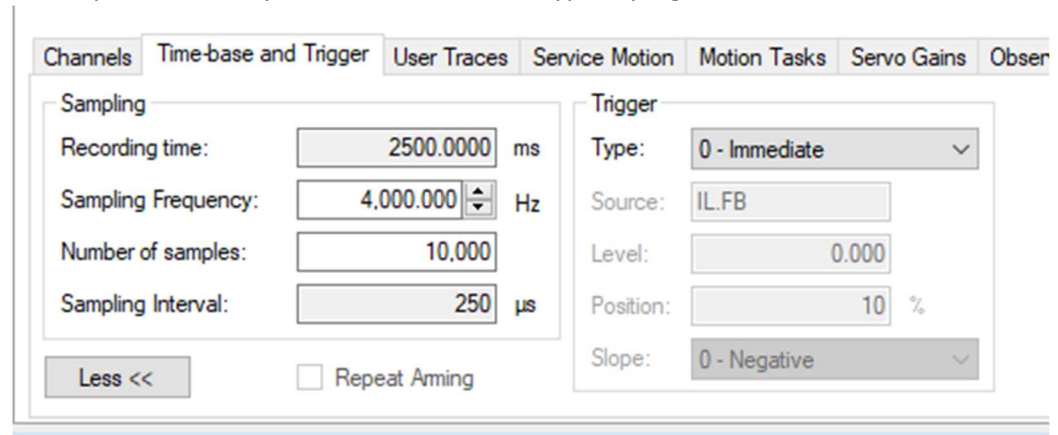 Channels Time-base and Trigger User Traces Service Motion Motion Tasks Servo Gains Obser
Sampling
Recording time: 2500.0000 ms
Sampling Frequency: 4,000.000 Hz
Number of samples: 10,000
Sampling Interval: 250 µs
Less <<
Repeat Arming
Trigger
Type: 0 - Immediate
Source: IL.FB
Level: 0.000
Position: 10 %
Slope: 0 - Negative